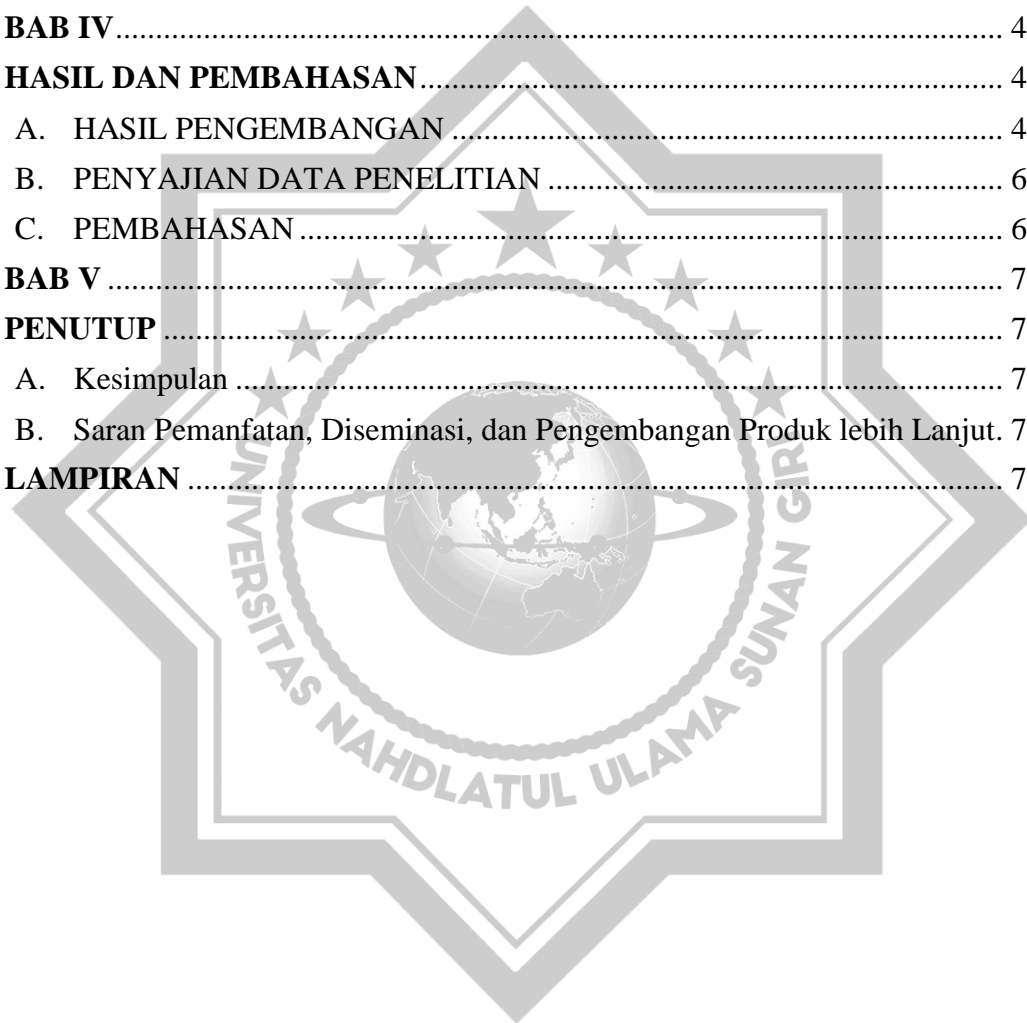 BAB IV............................................................ 4
HASIL DAN PEMBAHASAN............................................................ 4
A. HASIL PENGEMBANGAN ............................................................ 4
B. PENYAJIAN DATA PENELITIAN ............................................................ 6
C. PEMBAHASAN ............................................................ 6
BAB V ............................................................ 7
PENUTUP ............................................................ 7
A. Kesimpulan ............................................................ 7
B. Saran Pemanfatan, Diseminasi, dan Pengembangan Produk lebih Lanjut. 7
LAMPIRAN ............................................................ 7
UNIVERSITAS NAHDLATUL ULAMA SUNAN GIRI